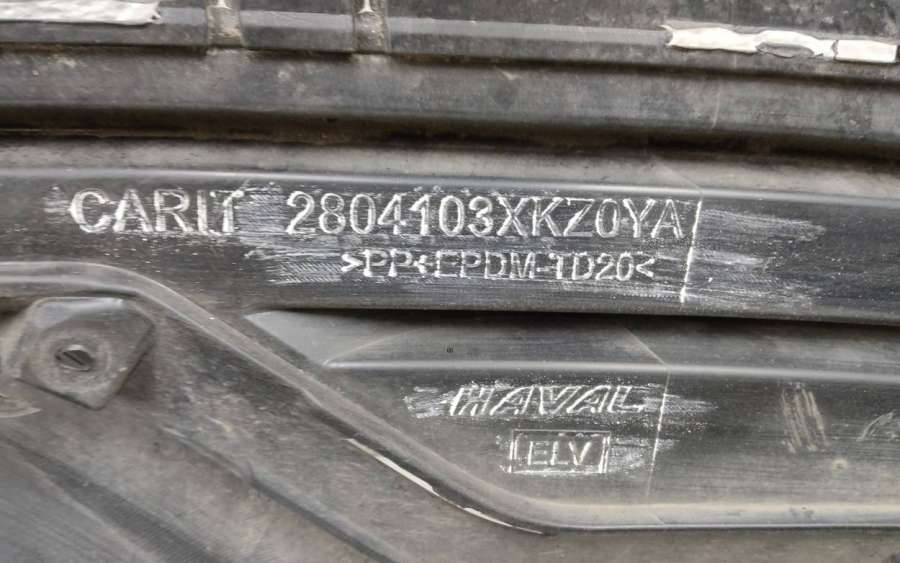 CARIT 2804103XKZ0YA
>PP+EPDM-TD20<
HAVAL
ELV